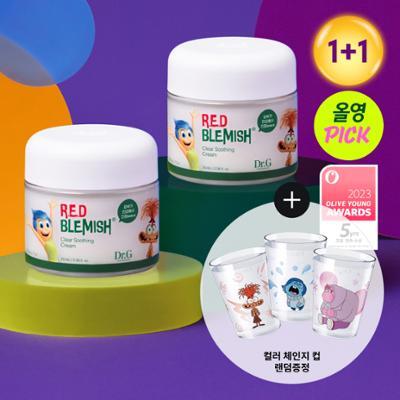 1+1
올영
PICK
RED
BLEMISH
Clear Soothing
Cream
Dr.G
RED
BLEMISH
Clear Soothing
Cream
Dr.G
+
2023
OLIVE YOUNG
AWARDS
5yrs
컬러 체인지 컵
랜덤증정